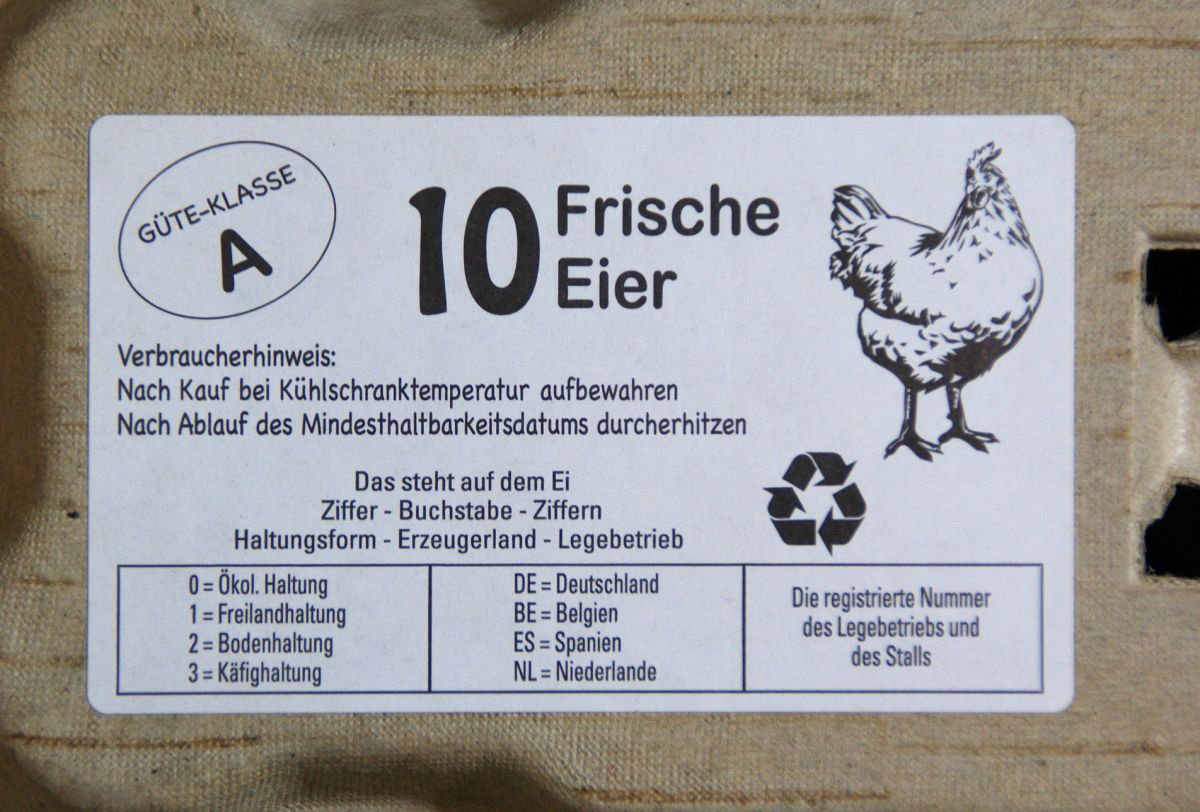 GÜTE-KLASSE
A
10 Frische
Eier
Verbraucherhinweis:
Nach Kauf bei Kühlschranktemperatur aufbewahren
Nach Ablauf des Mindesthaltbarkeitsdatums durcherhitzen
Das steht auf dem Ei
Ziffer - Buchstabe - Ziffern
Haltungsform - Erzeugerland - Legebetrieb
0 = Ökol. Haltung
1 = Freilandhaltung
2 = Bodenhaltung
3 = Käfighaltung
DE = Deutschland
BE = Belgien
ES = Spanien
NL = Niederlande
Die registrierte Nummer
des Legebetriebs und
des Stalls